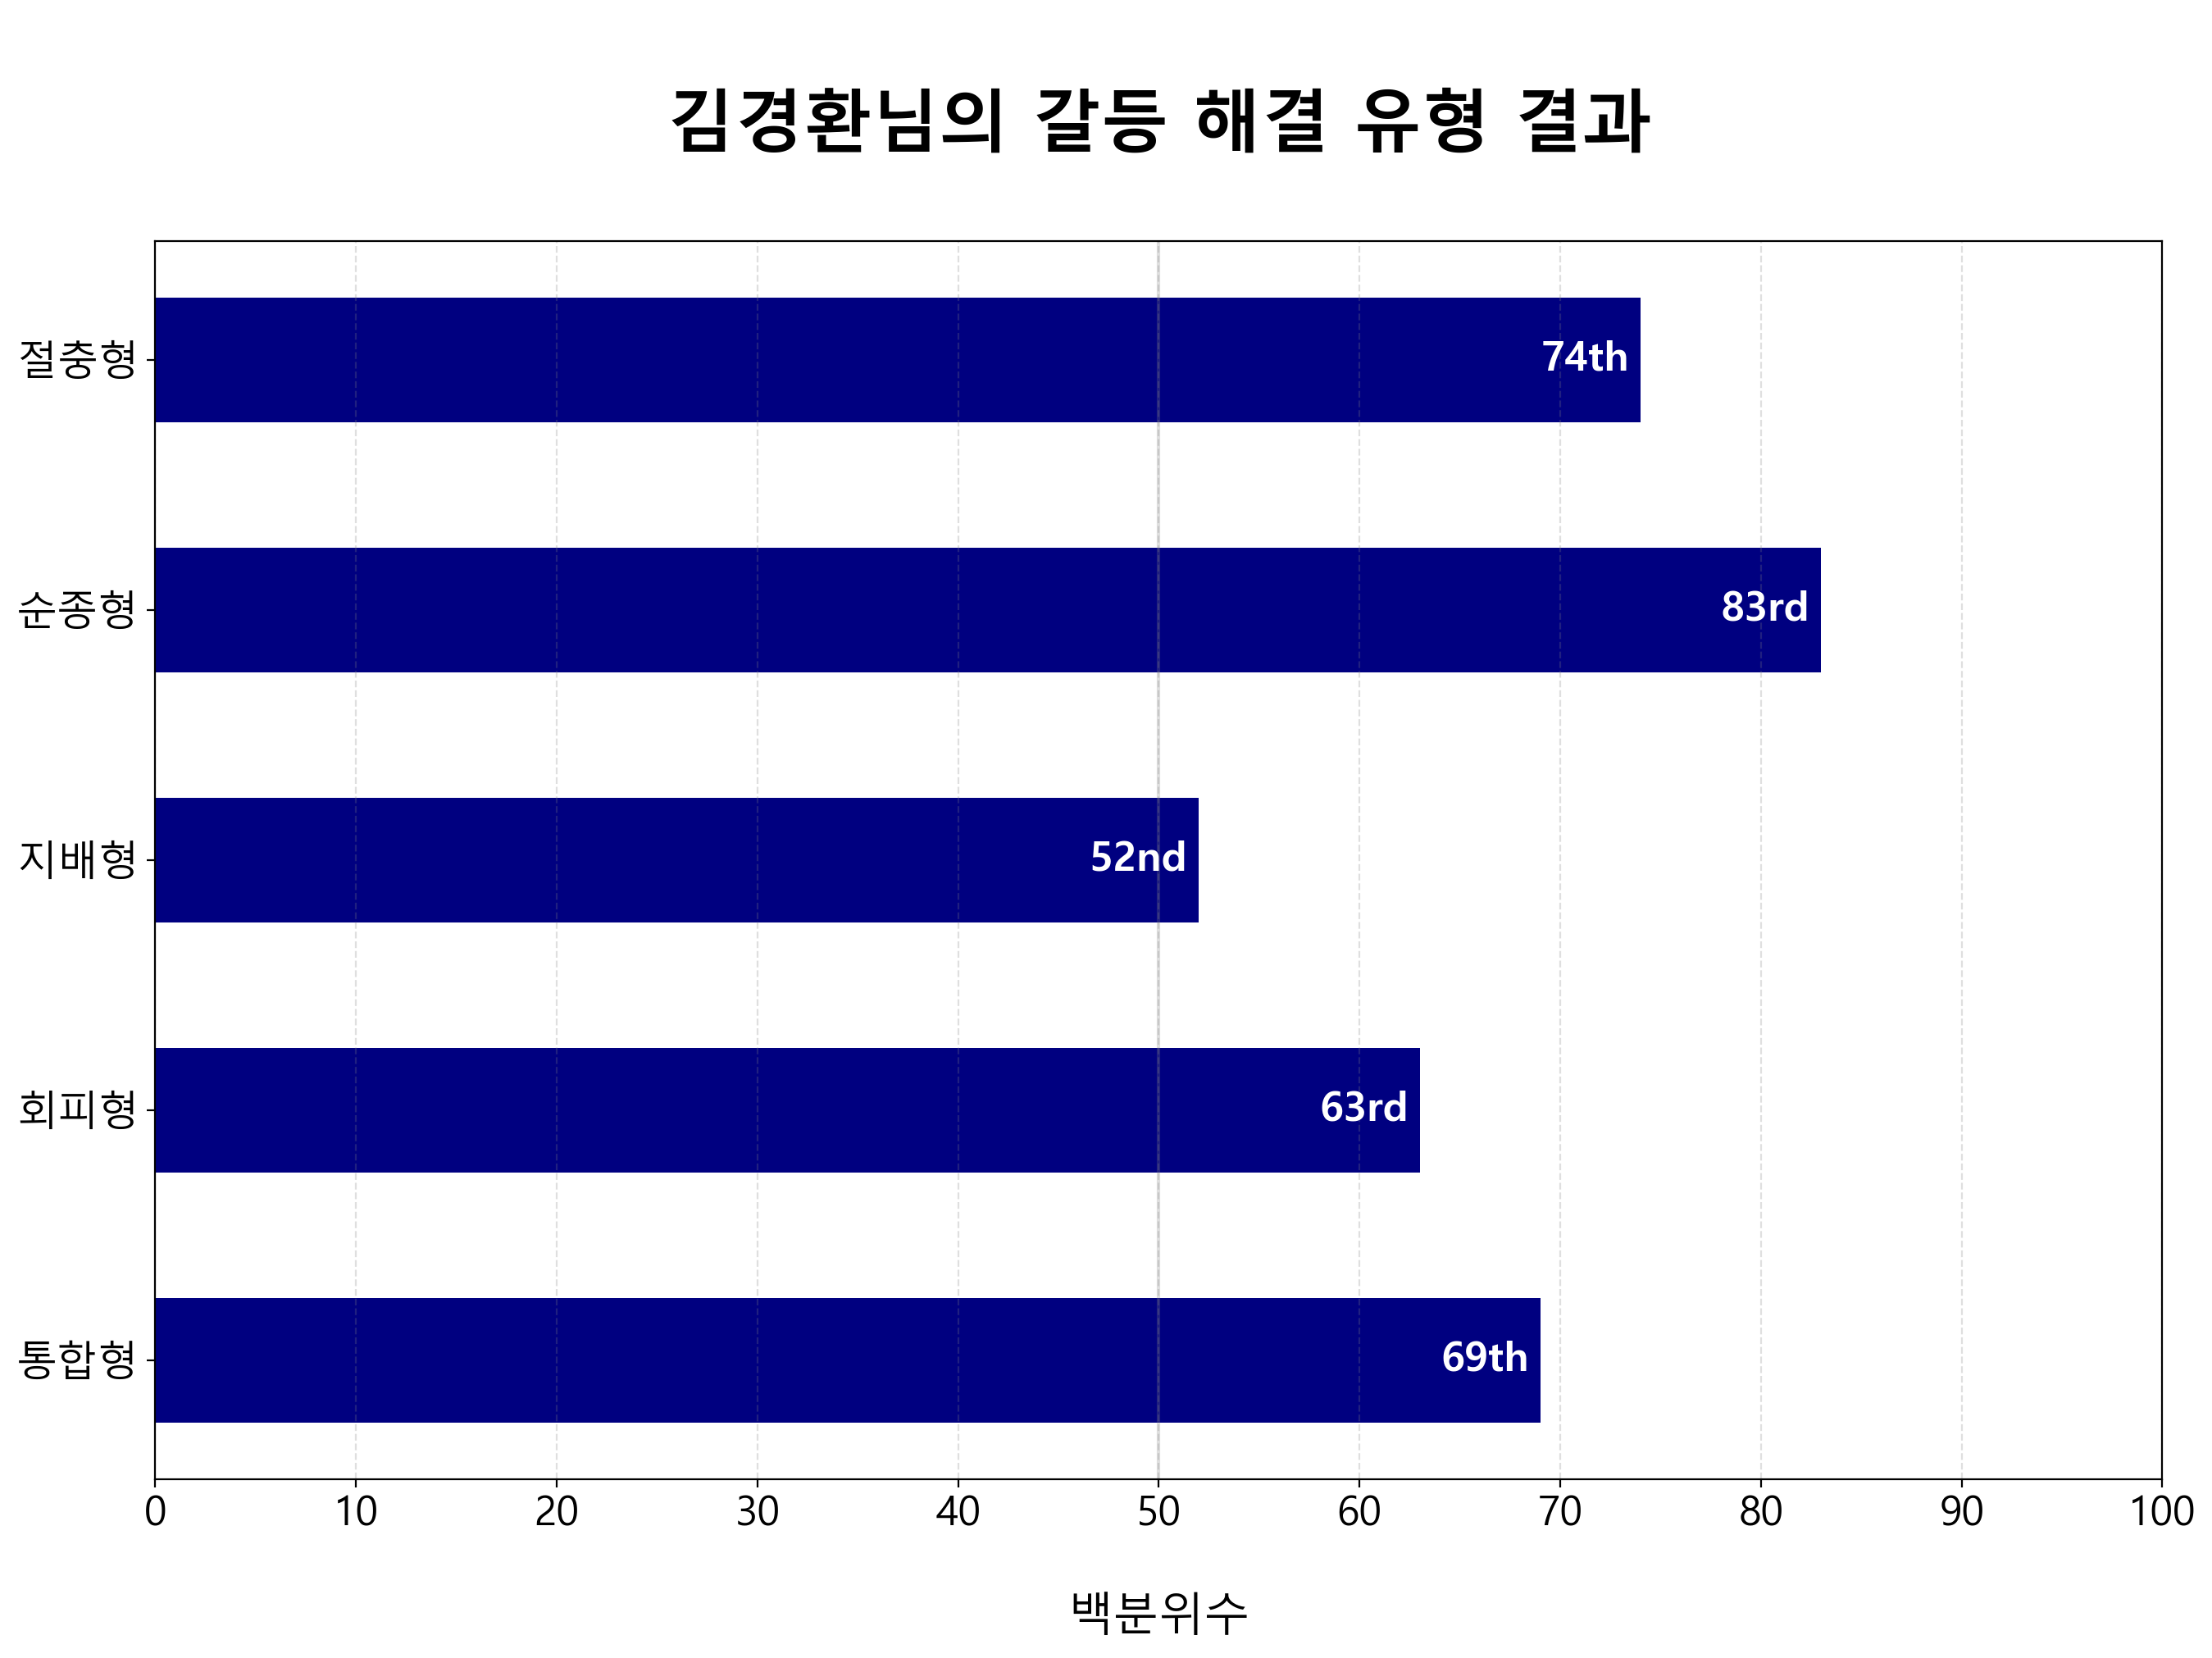 김경환님의 갈등 해결 유형 결과
절충형 74th
순종형 83rd
지배형 52nd
회피형 63rd
통합형 69th
0 10 20 30 40 50 60 70 80 90 100
백분위수